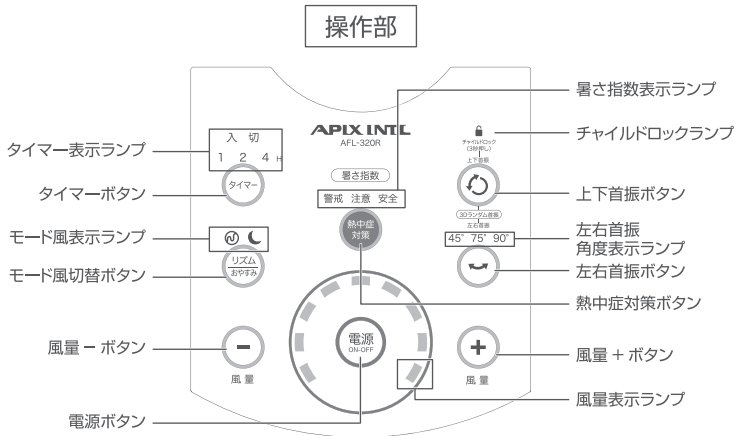 操作部
タイマー表示ランプ
タイマーボタン
モード風表示ランプ
モード風切替ボタン
風量 − ボタン
電源ボタン
入 切
1 2 4 H
タイマー
リズム
おやすみ
−
風 量
APIX INTL
AFL-320R
暑さ指数
警戒 注意 安全
熱中症
対策
電源
ON-OFF
チャイルドロック
(3秒押し)
上下首振
3Dランダム首振
左右首振
45° 75° 90°
+
風 量
暑さ指数表示ランプ
チャイルドロックランプ
上下首振ボタン
左右首振
角度表示ランプ
左右首振ボタン
熱中症対策ボタン
風量 + ボタン
風量表示ランプ